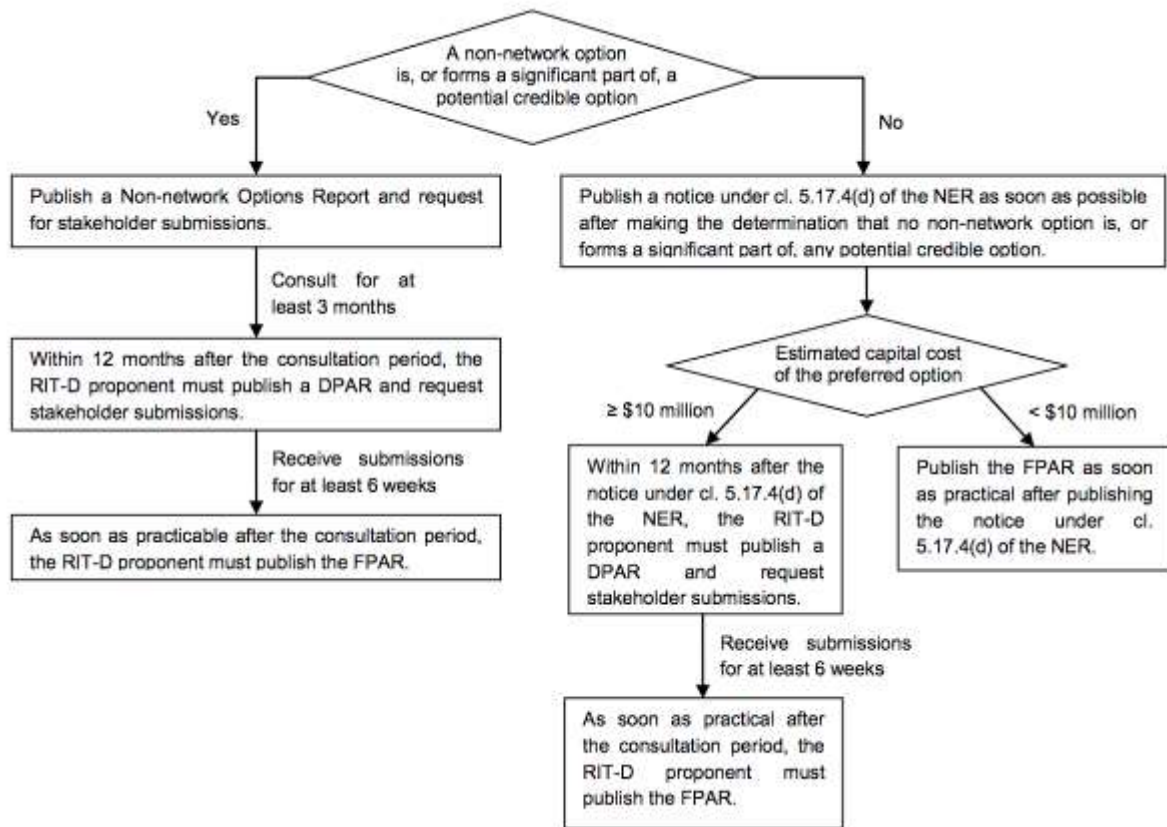 A non-network option
is, or forms a significant part of, a
potential credible option
Yes
No
Publish a Non-network Options Report and request
for stakeholder submissions.
Publish a notice under cl. 5.17.4(d) of the NER as soon as possible
after making the determination that no non-network option is, or
forms a significant part of, any potential credible option.
Consult for at
least 3 months
Within 12 months after the consultation period, the
RIT-D proponent must publish a DPAR and request
stakeholder submissions.
Estimated capital cost
of the preferred option
≥ $10 million
< $10 million
Receive submissions
for at least 6 weeks
As soon as practicable after the consultation period,
the RIT-D proponent must publish the FPAR.
Within 12 months after the
notice under cl. 5.17.4(d) of
the NER, the RIT-D
proponent must publish a
DPAR and request
stakeholder submissions.
Publish the FPAR as soon
as practical after publishing
the notice under cl.
5.17.4(d) of the NER.
Receive submissions
for at least 6 weeks
As soon as practical after
the consultation period, the
RIT-D proponent must
publish the FPAR.